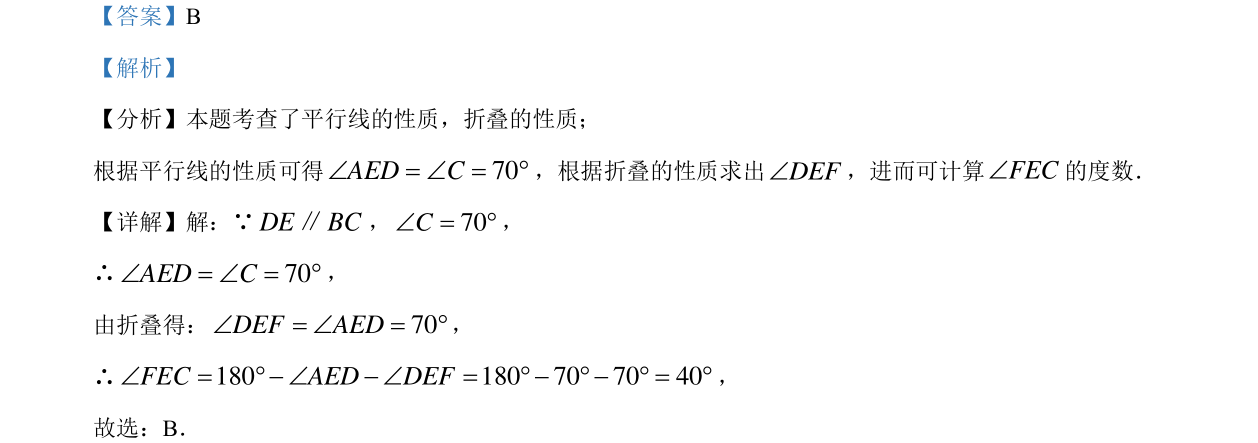 【答案】B
【解析】
【分析】本题考查了平行线的性质，折叠的性质；
根据平行线的性质可得∠AED = ∠C = 70°，根据折叠的性质求出∠DEF，进而可计算∠FEC 的度数．
【详解】解：∵ DE∥BC，∠C = 70°，
∴∠AED = ∠C = 70°，
由折叠得：∠DEF = ∠AED = 70°，
∴∠FEC = 180° − ∠AED − ∠DEF = 180° − 70° − 70° = 40°，
故选：B．